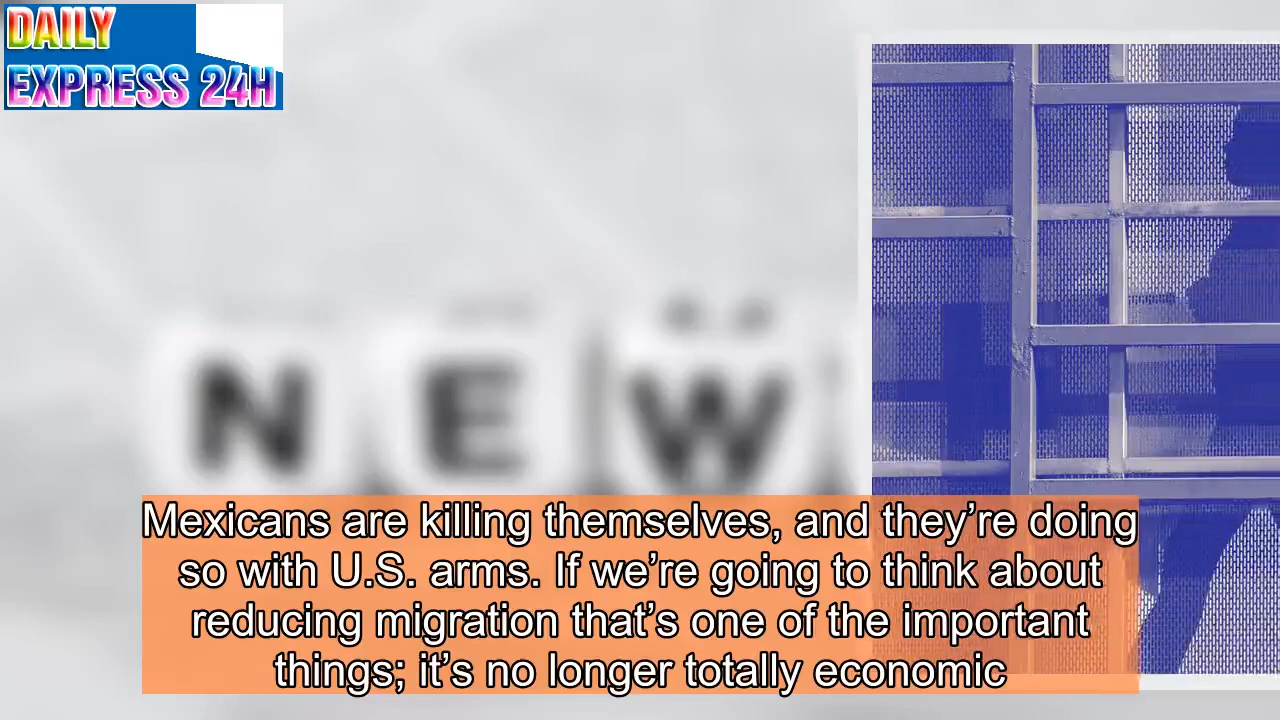 DAILY
EXPRESS 24H
NEW
Mexicans are killing themselves, and they’re doing
so with U.S. arms. If we’re going to think about
reducing migration that’s one of the important
things; it’s no longer totally economic